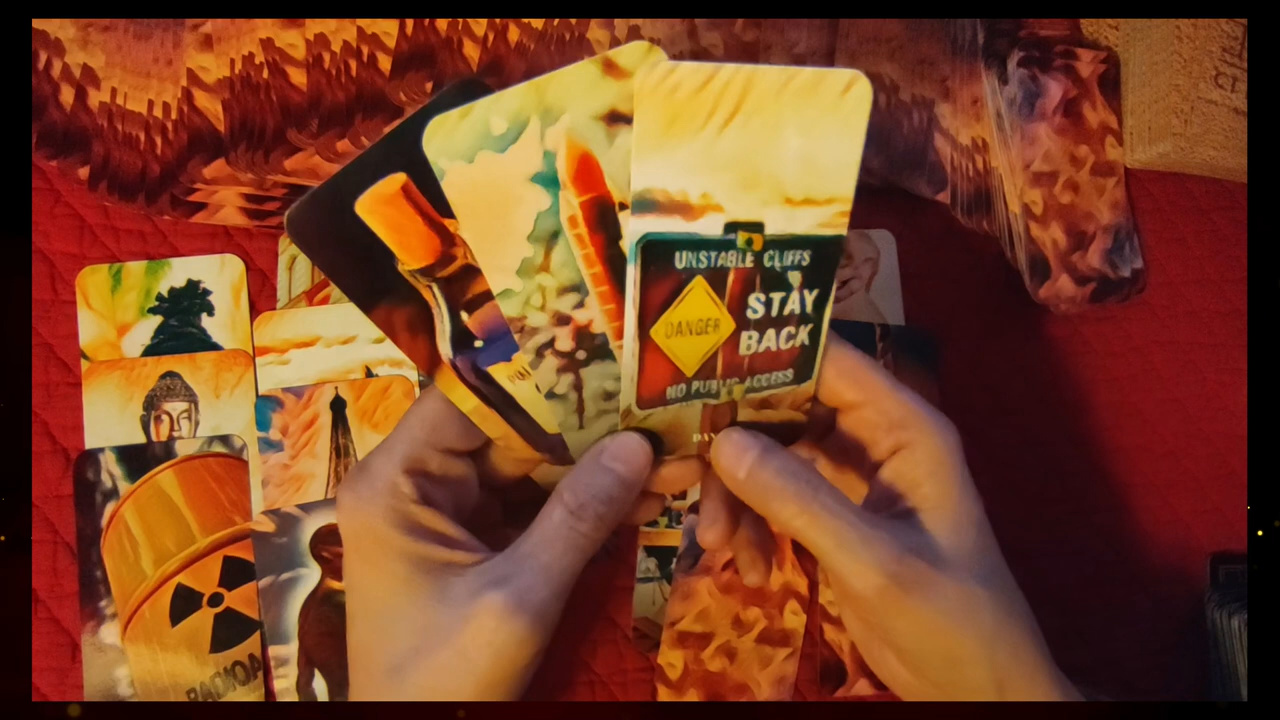 UNSTABLE CLIFFS
DANGER
STAY
BACK
NO PUBLIC ACCESS